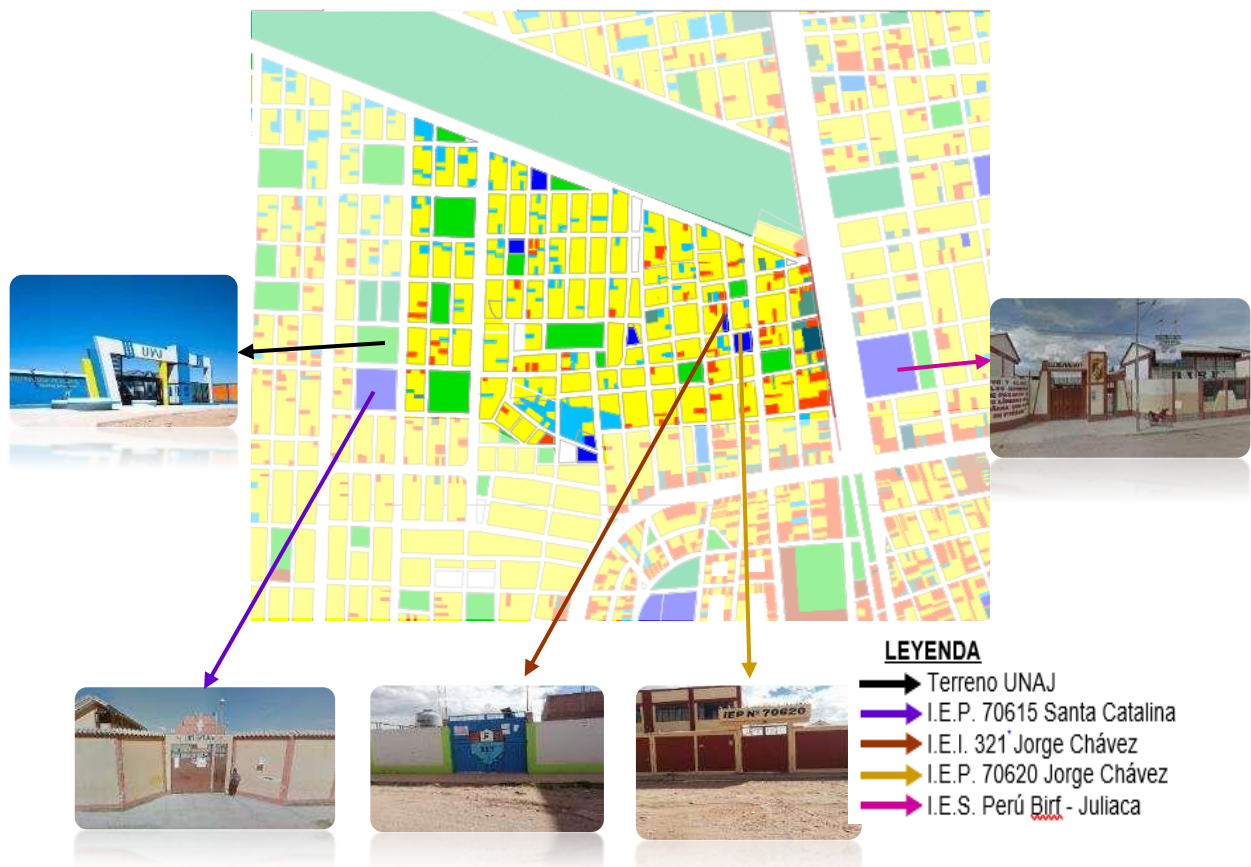 UNAJ
IEP Nº 70620
321
LEYENDA
Terreno UNAJ
I.E.P. 70615 Santa Catalina
I.E.I. 321 Jorge Chávez
I.E.P. 70620 Jorge Chávez
I.E.S. Perú Birf - Juliaca